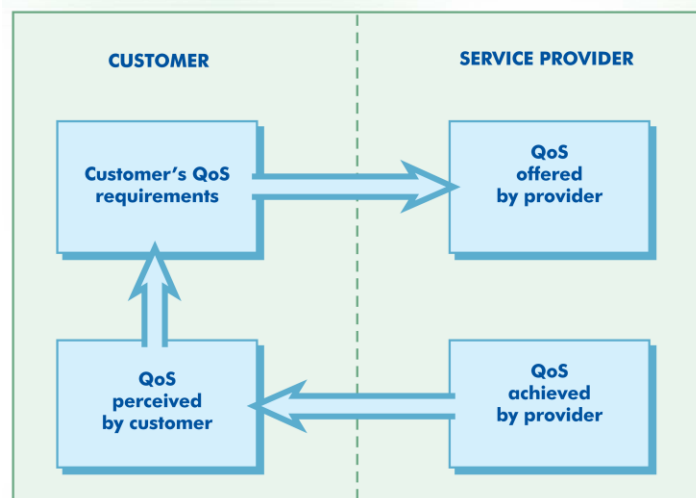 CUSTOMER
SERVICE PROVIDER
Customer's QoS
requirements
QoS
offered
by provider
QoS
perceived
by customer
QoS
achieved
by provider